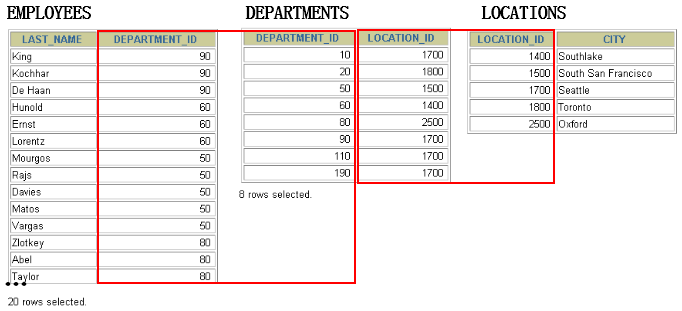 EMPLOYEES DEPARTMENTS LOCATIONS
LAST_NAME DEPARTMENT_ID
King 90
Kochhar 90
De Haan 90
Hunold 60
Ernst 60
Lorentz 60
Mourgos 50
Rajs 50
Davies 50
Matos 50
Vargas 50
Zlotkey 80
Abel 80
Taylor 80
...
20 rows selected.
DEPARTMENT_ID LOCATION_ID
10 1700
20 1800
50 1500
60 1400
80 2500
90 1700
110 1700
190 1700
8 rows selected.
LOCATION_ID CITY
1400 Southlake
1500 South San Francisco
1700 Seattle
1800 Toronto
2500 Oxford